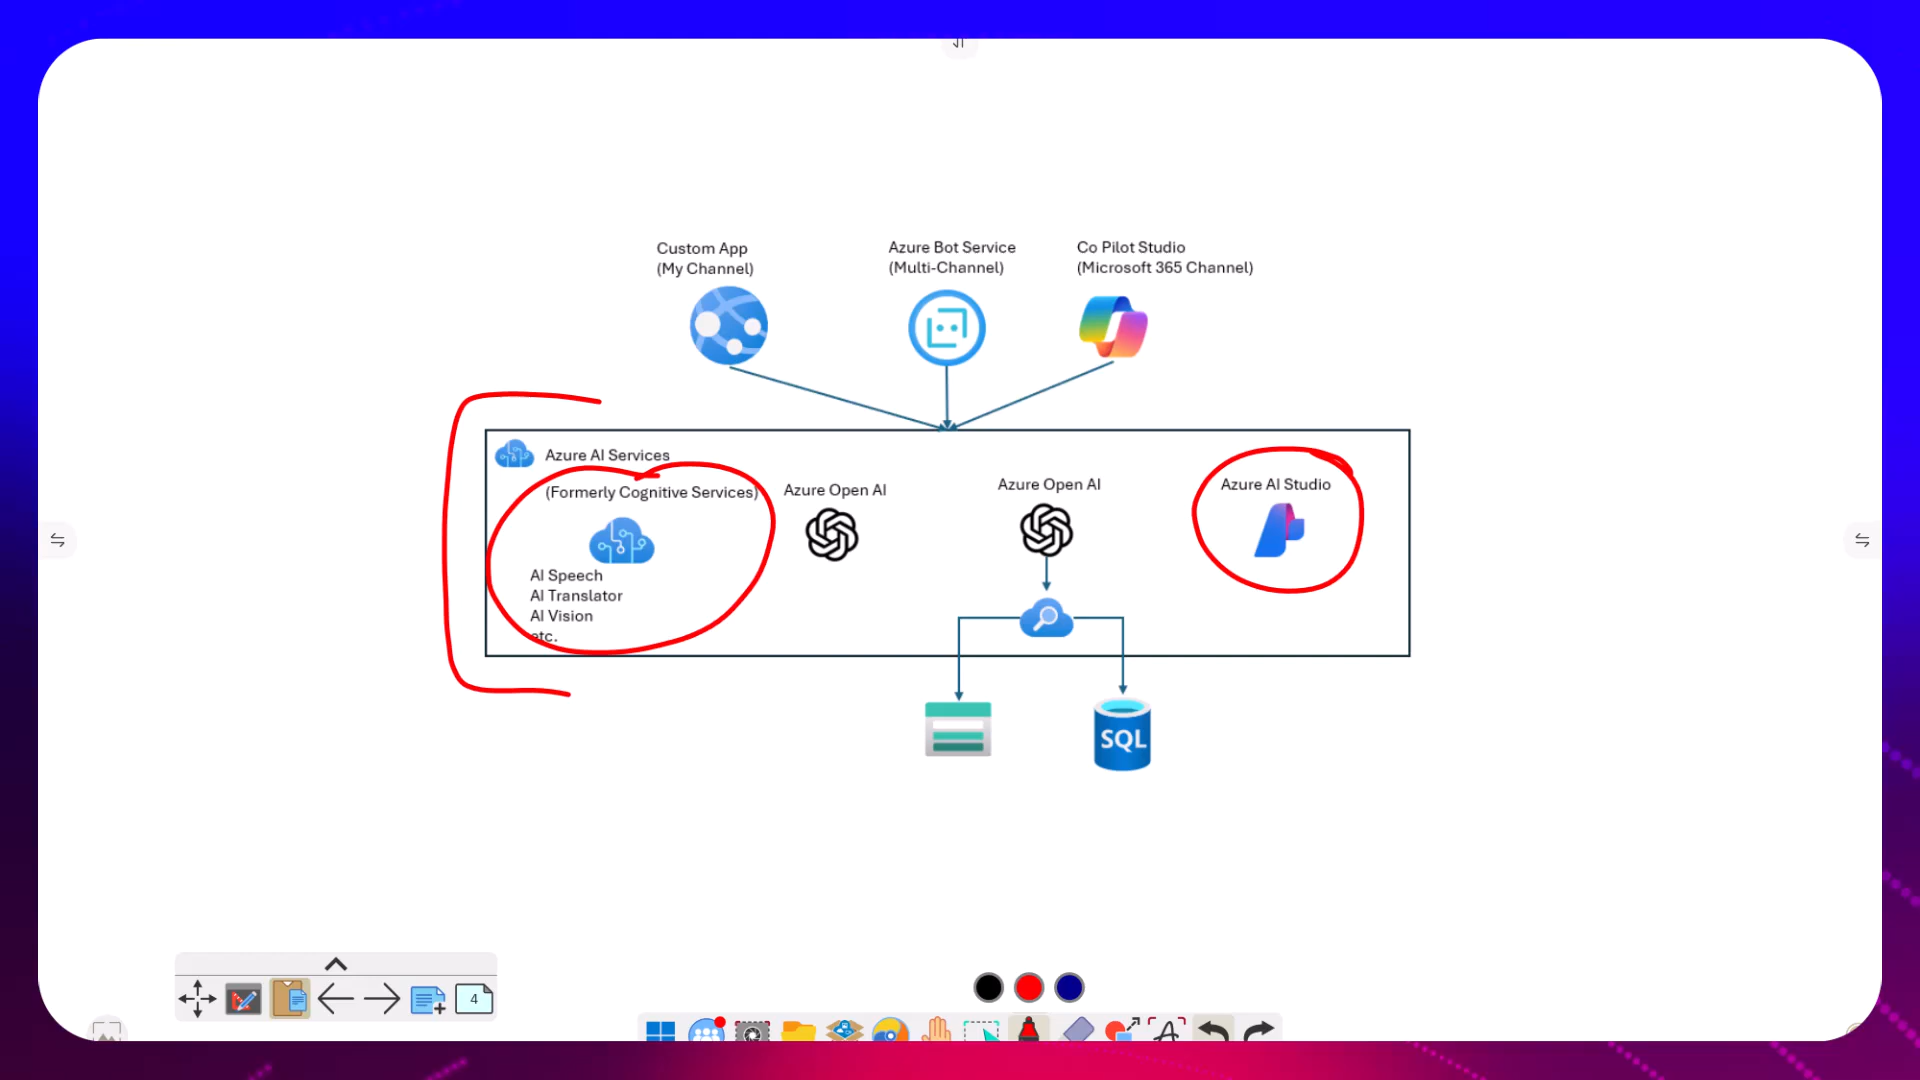 Custom App
(My Channel)
Azure Bot Service
(Multi-Channel)
Co Pilot Studio
(Microsoft 365 Channel)
Azure AI Services
(Formerly Cognitive Services)
AI Speech
AI Translator
AI Vision
etc.
Azure Open AI
Azure Open AI
Azure AI Studio
SQL
4